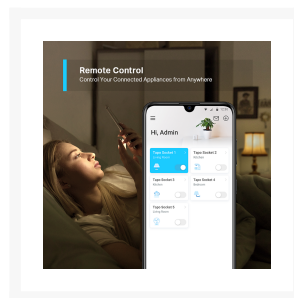 Remote Control
Control Your Connected Appliances from Anywhere
Hi, Admin
Tapo Socket 1
Living Room
Tapo Socket 2
Kitchen
Tapo Socket 3
Kitchen
Tapo Socket 4
Bedroom
Tapo Socket 5
Living Room